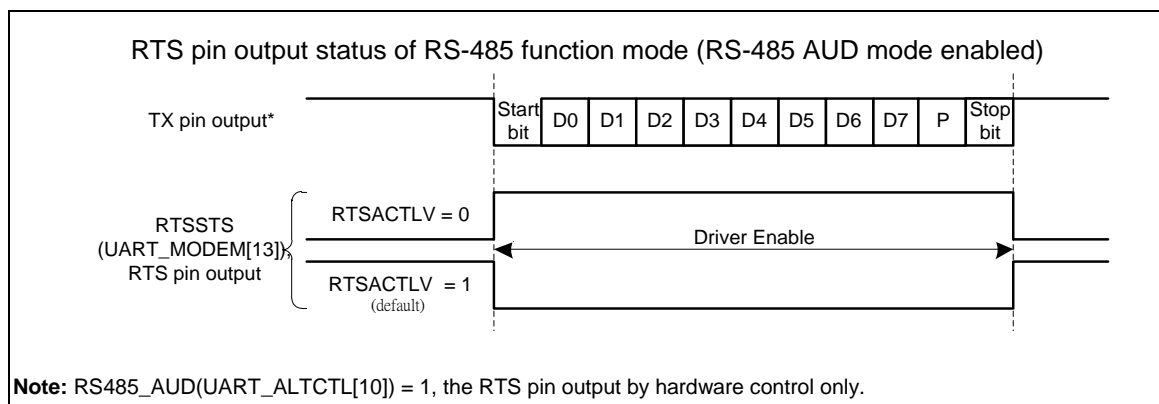 RTS pin output status of RS-485 function mode (RS-485 AUD mode enabled)
TX pin output*
Start bit
D0
D1
D2
D3
D4
D5
D6
D7
P
Stop bit
RTSSTS
(UART_MODEM[13]),
RTS pin output
RTSACTLV = 0
Driver Enable
RTSACTLV = 1
(default)
Note: RS485_AUD(UART_ALTCTL[10]) = 1, the RTS pin output by hardware control only.